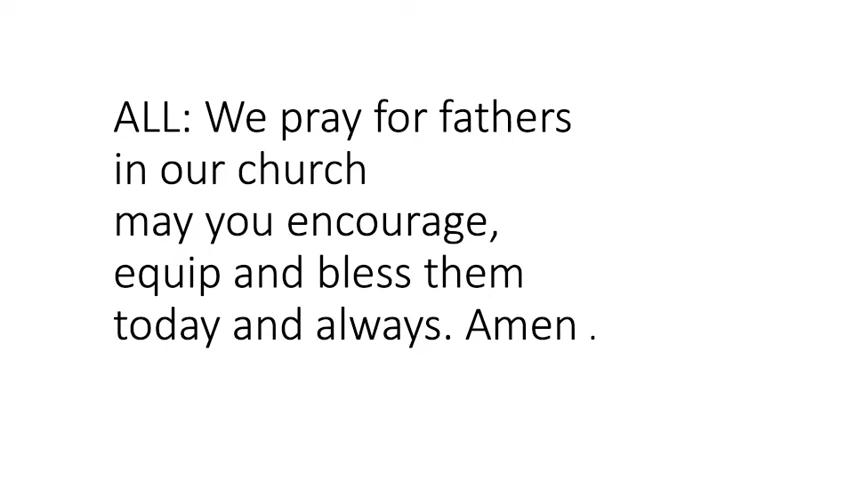 ALL: We pray for fathers
in our church
may you encourage,
equip and bless them
today and always. Amen .